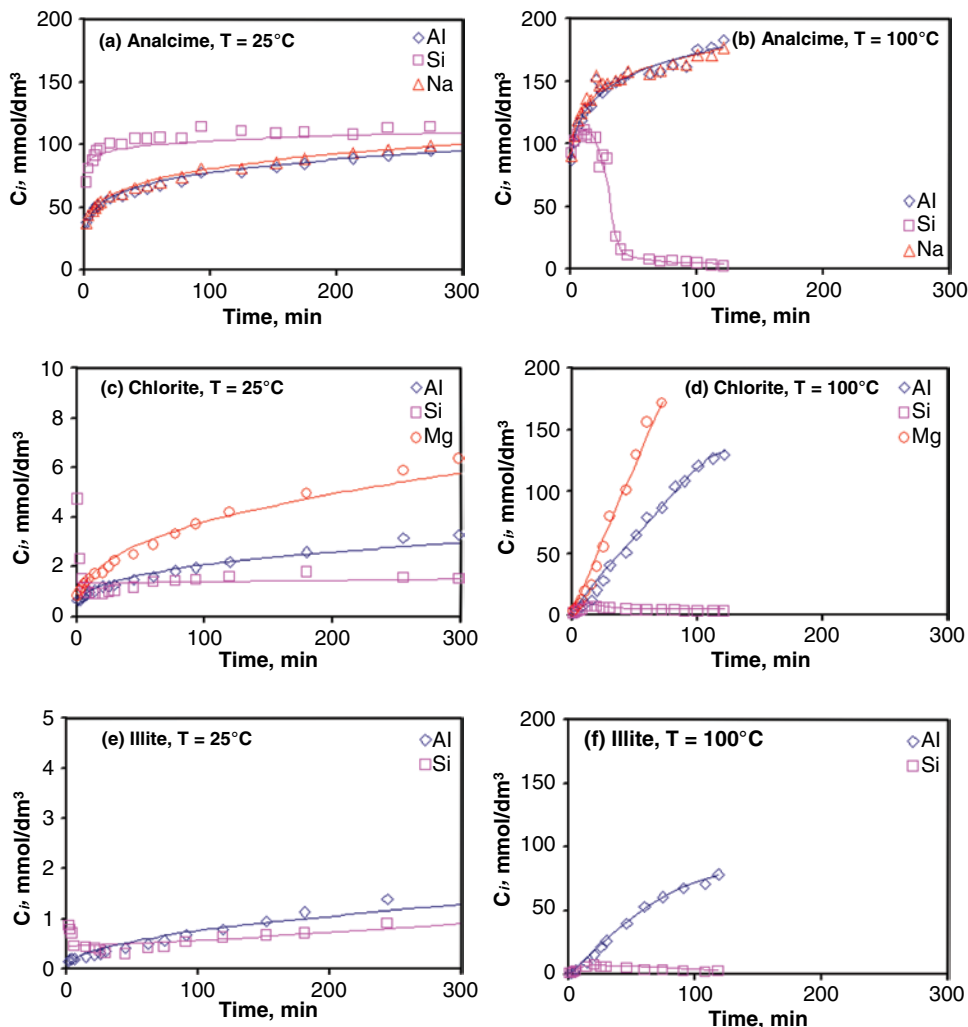 (a) Analcime, T = 25°C
Al
Si
Na
Cᵢ, mmol/dm³
200
150
100
50
0
0
100
200
300
Time, min
(b) Analcime, T = 100°C
Al
Si
Na
Cᵢ, mmol/dm³
200
150
100
50
0
0
100
200
300
Time, min
(c) Chlorite, T = 25°C
Al
Si
Mg
Cᵢ, mmol/dm³
10
8
6
4
2
0
0
100
200
300
Time, min
(d) Chlorite, T = 100°C
Al
Si
Mg
Cᵢ, mmol/dm³
200
150
100
50
0
0
100
200
300
Time, min
(e) Illite, T = 25°C
Al
Si
Cᵢ, mmol/dm³
5
4
3
2
1
0
0
100
200
300
Time, min
(f) Illite, T = 100°C
Al
Si
Cᵢ, mmol/dm³
200
150
100
50
0
0
100
200
300
Time, min